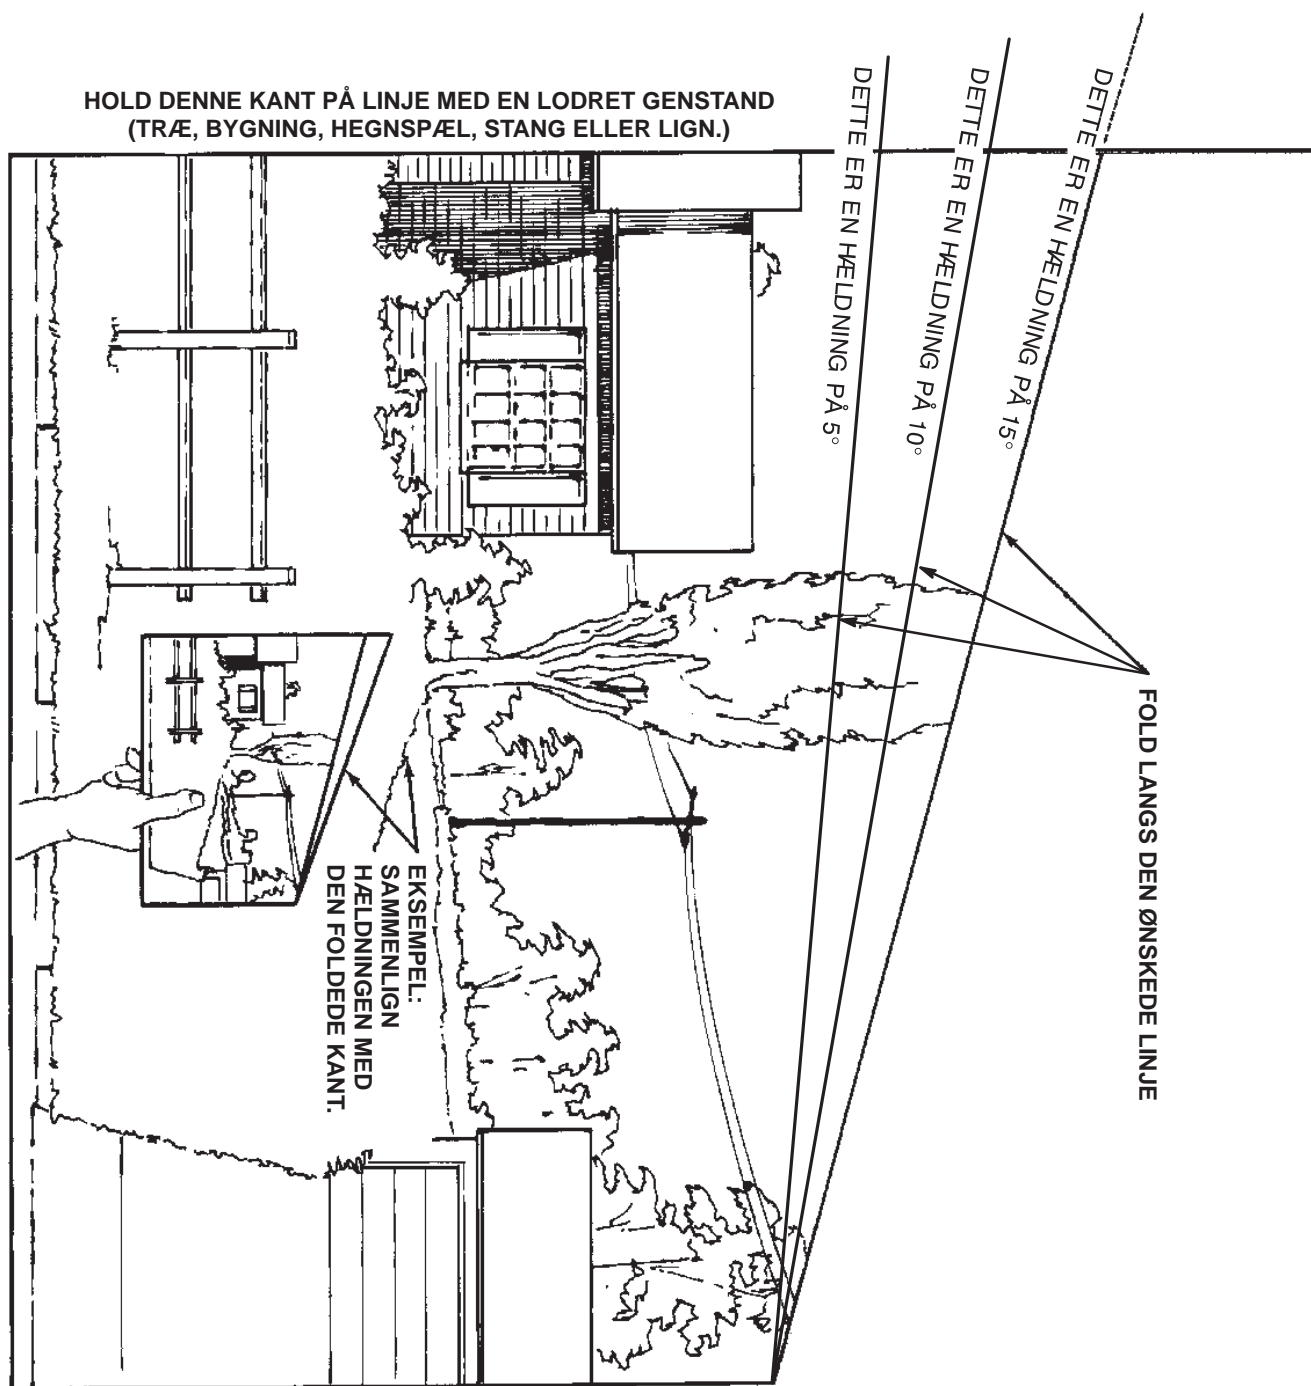 HOLD DENNE KANT PÅ LINJE MED EN LODRET GENSTAND
(TRÆ, BYGNING, HEGNSPÆL, STANG ELLER LIGN.)
DETTE ER EN HÆLDNING PÅ 5°
DETTE ER EN HÆLDNING PÅ 10°
DETTE ER EN HÆLDNING PÅ 15°
FOLD LANGS DEN ØNSKEDE LINJE
EKSEMPEL:
SAMMENLIGN
HÆLDNINGEN MED
DEN FOLDEDE KANT.